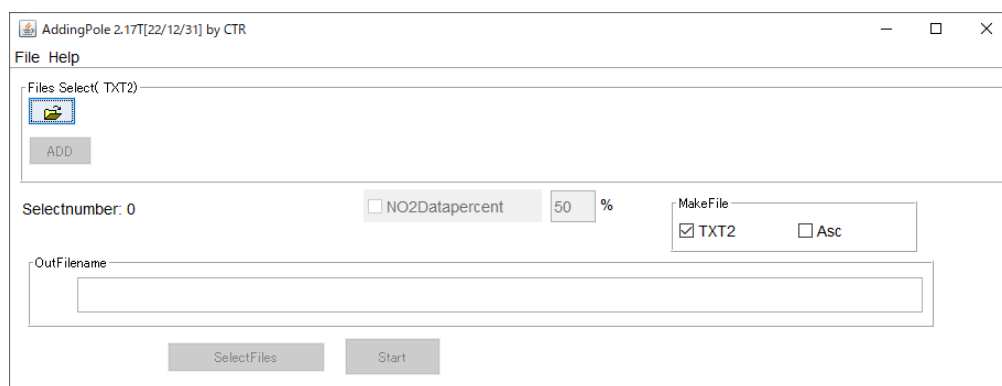 AddingPole 2.17T[22/12/31] by CTR
File Help
Files Select( TXT2)
ADD
Selectnumber: 0
NO2Datapercent 50 %
MakeFile
TXT2 Asc
OutFilename
SelectFiles Start